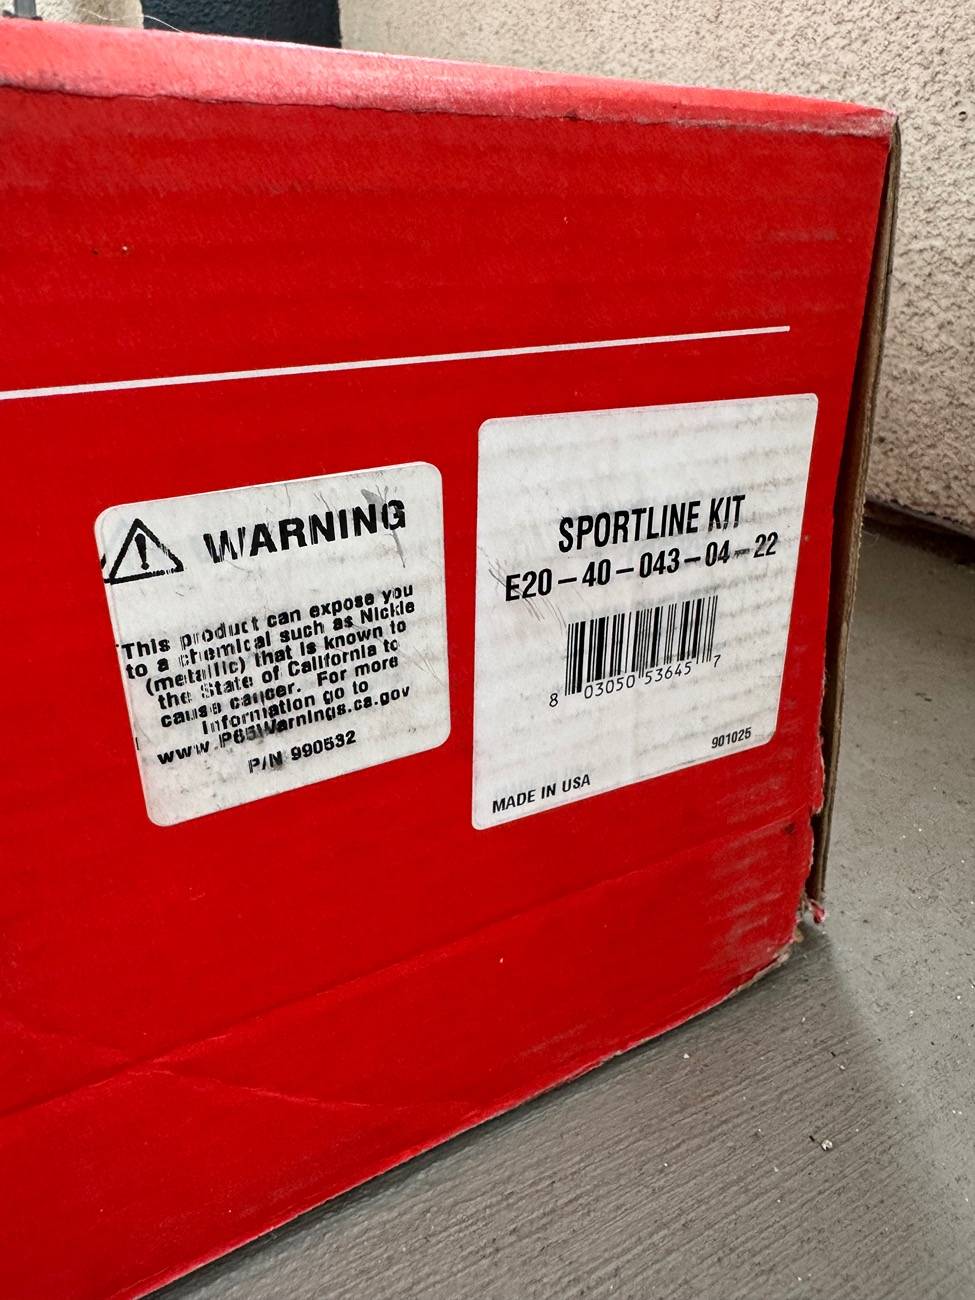 WARNING
This product can expose you
to a chemical such as Nickle
(metallic) that is known to
the State of California to
cause cancer. For more
information go to
www.P65Warnings.ca.gov
P/N 990532
SPORTLINE KIT
E20-40-043-04-22
8 03050 53645 7
901025
MADE IN USA